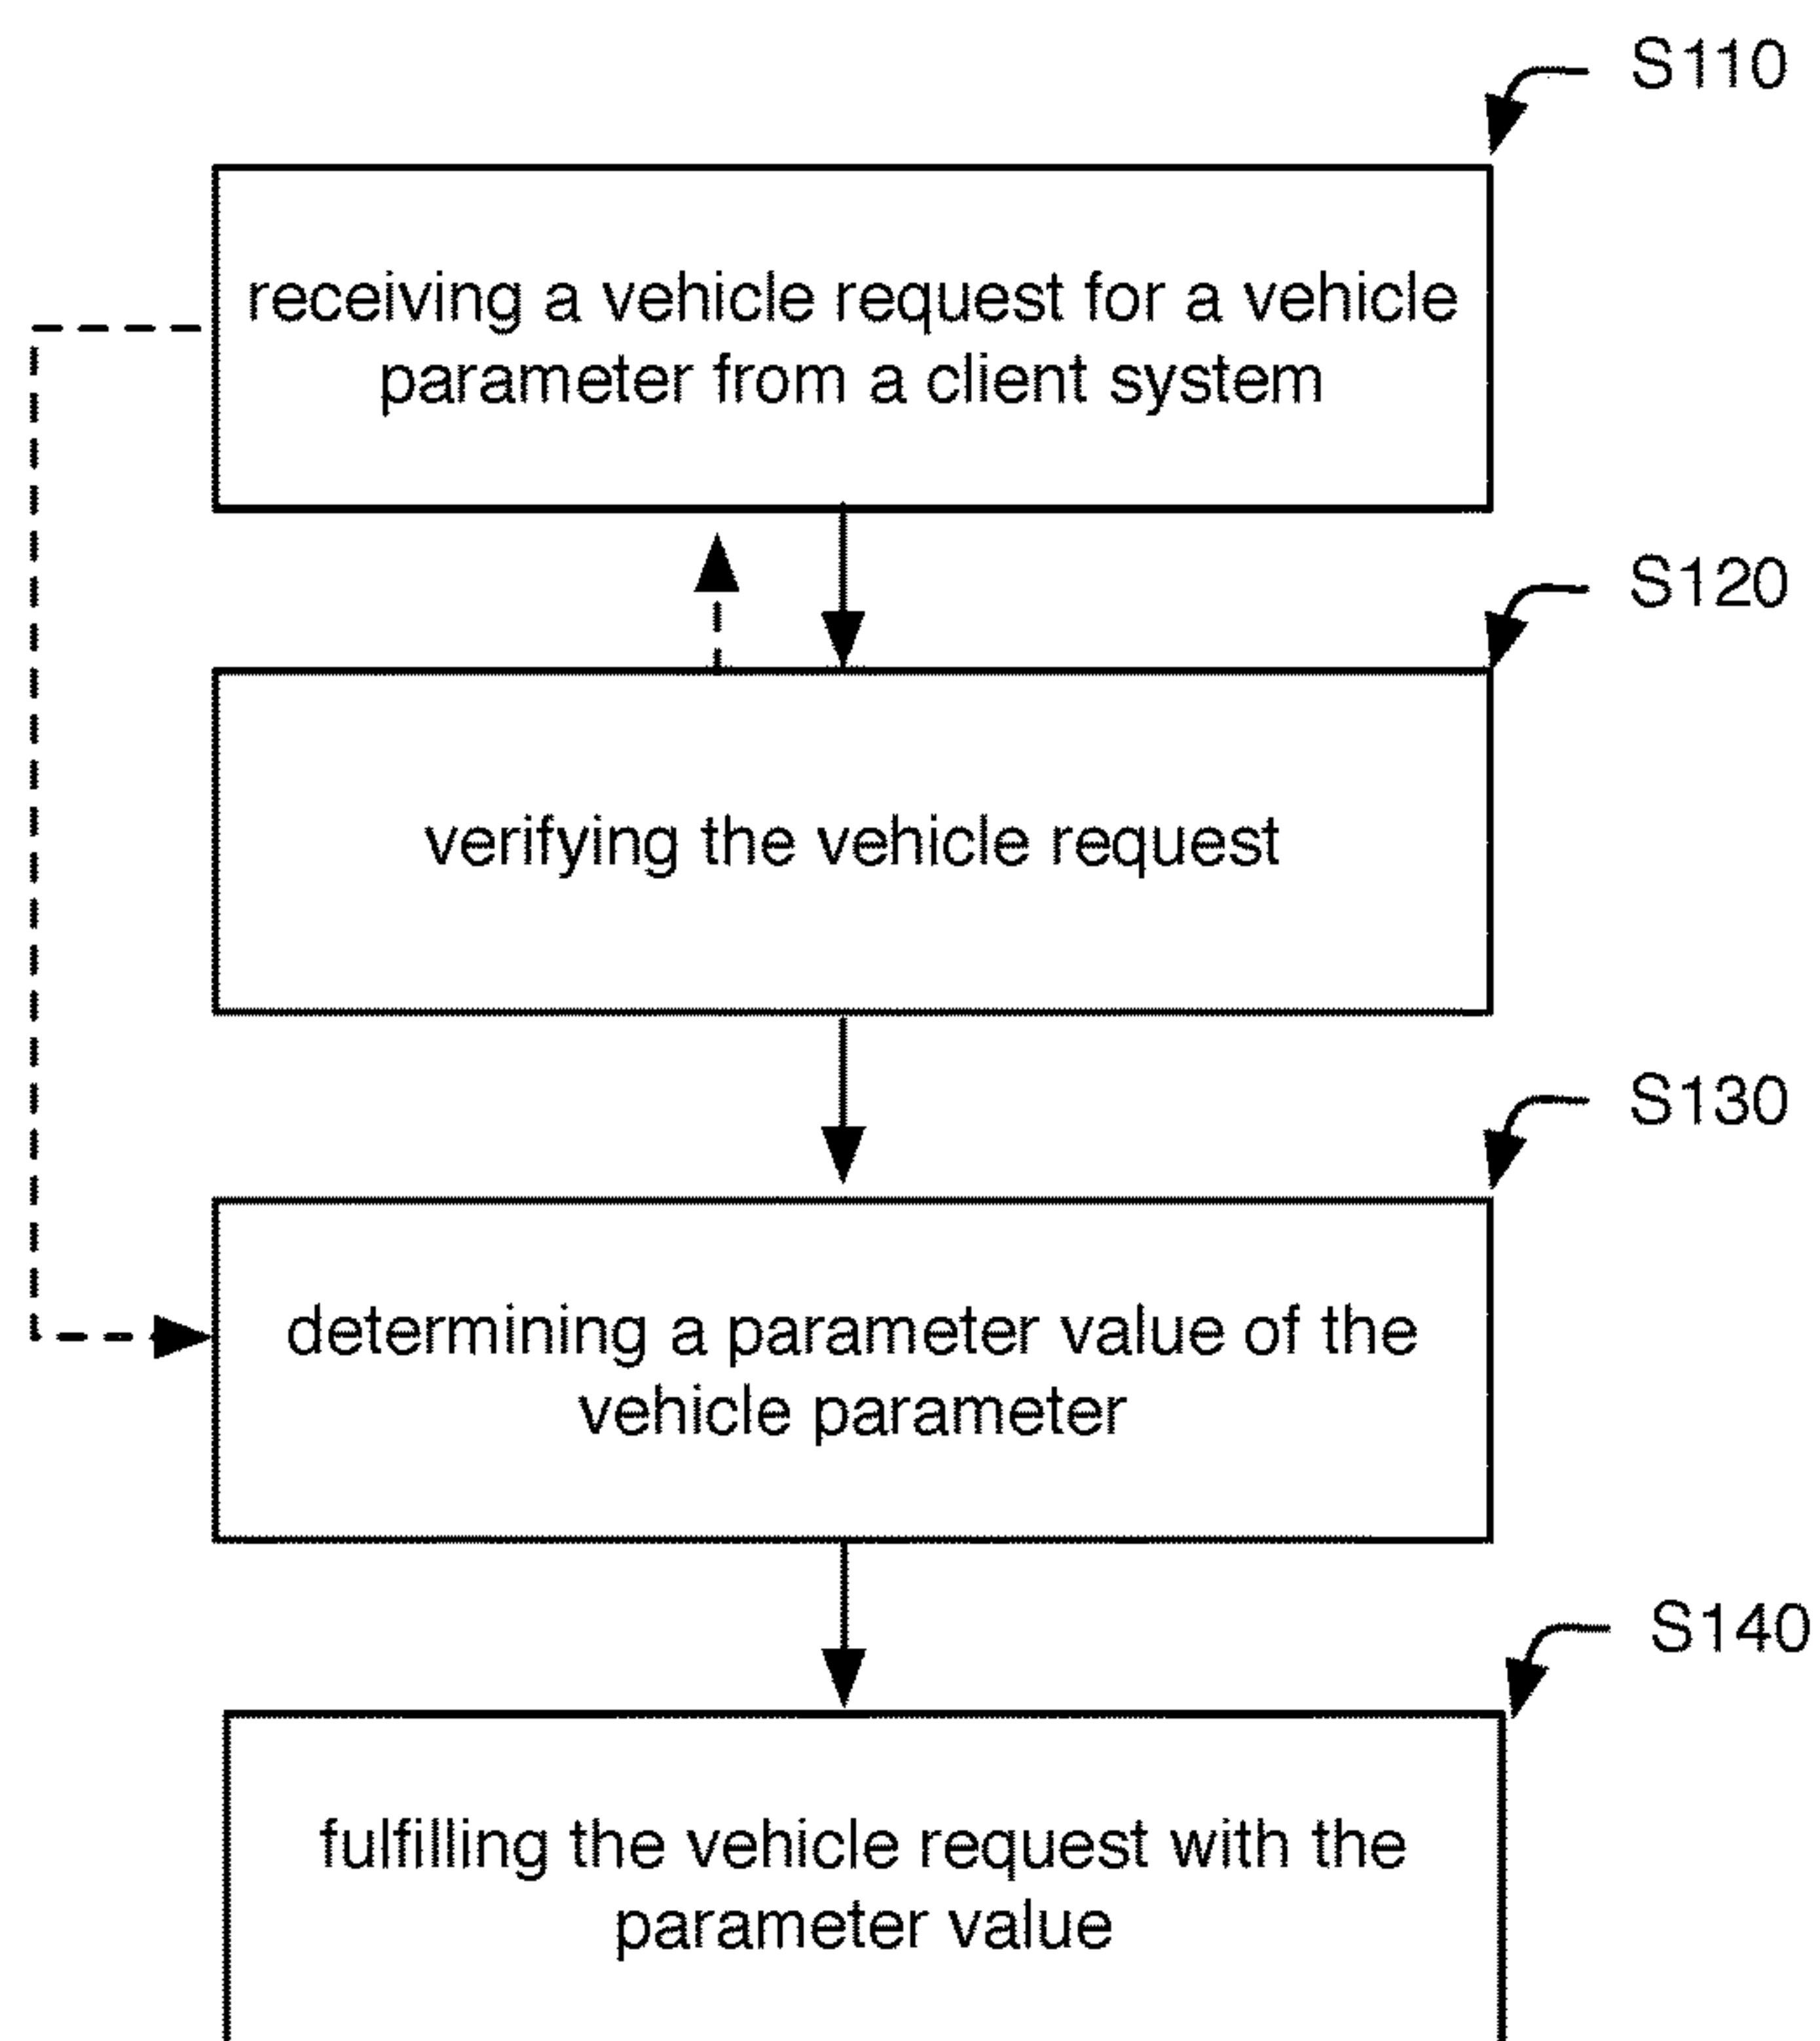 S110
receiving a vehicle request for a vehicle
parameter from a client system
S120
verifying the vehicle request
S130
determining a parameter value of the
vehicle parameter
S140
fulfilling the vehicle request with the
parameter value